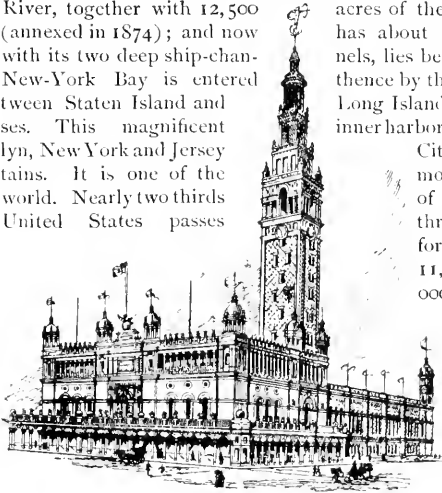 River, together with 12,500 acres of the
(annexed in 1874); and now has about
with its two deep ship-chan- nels, lies be
New-York Bay is entered thence by th
tween Staten Island and Long Island
ses. This magnificent inner harbor
lyn, New York and Jersey Cit
tains. It is one of the mo
world. Nearly two thirds of
United States passes thr
for
11,
000